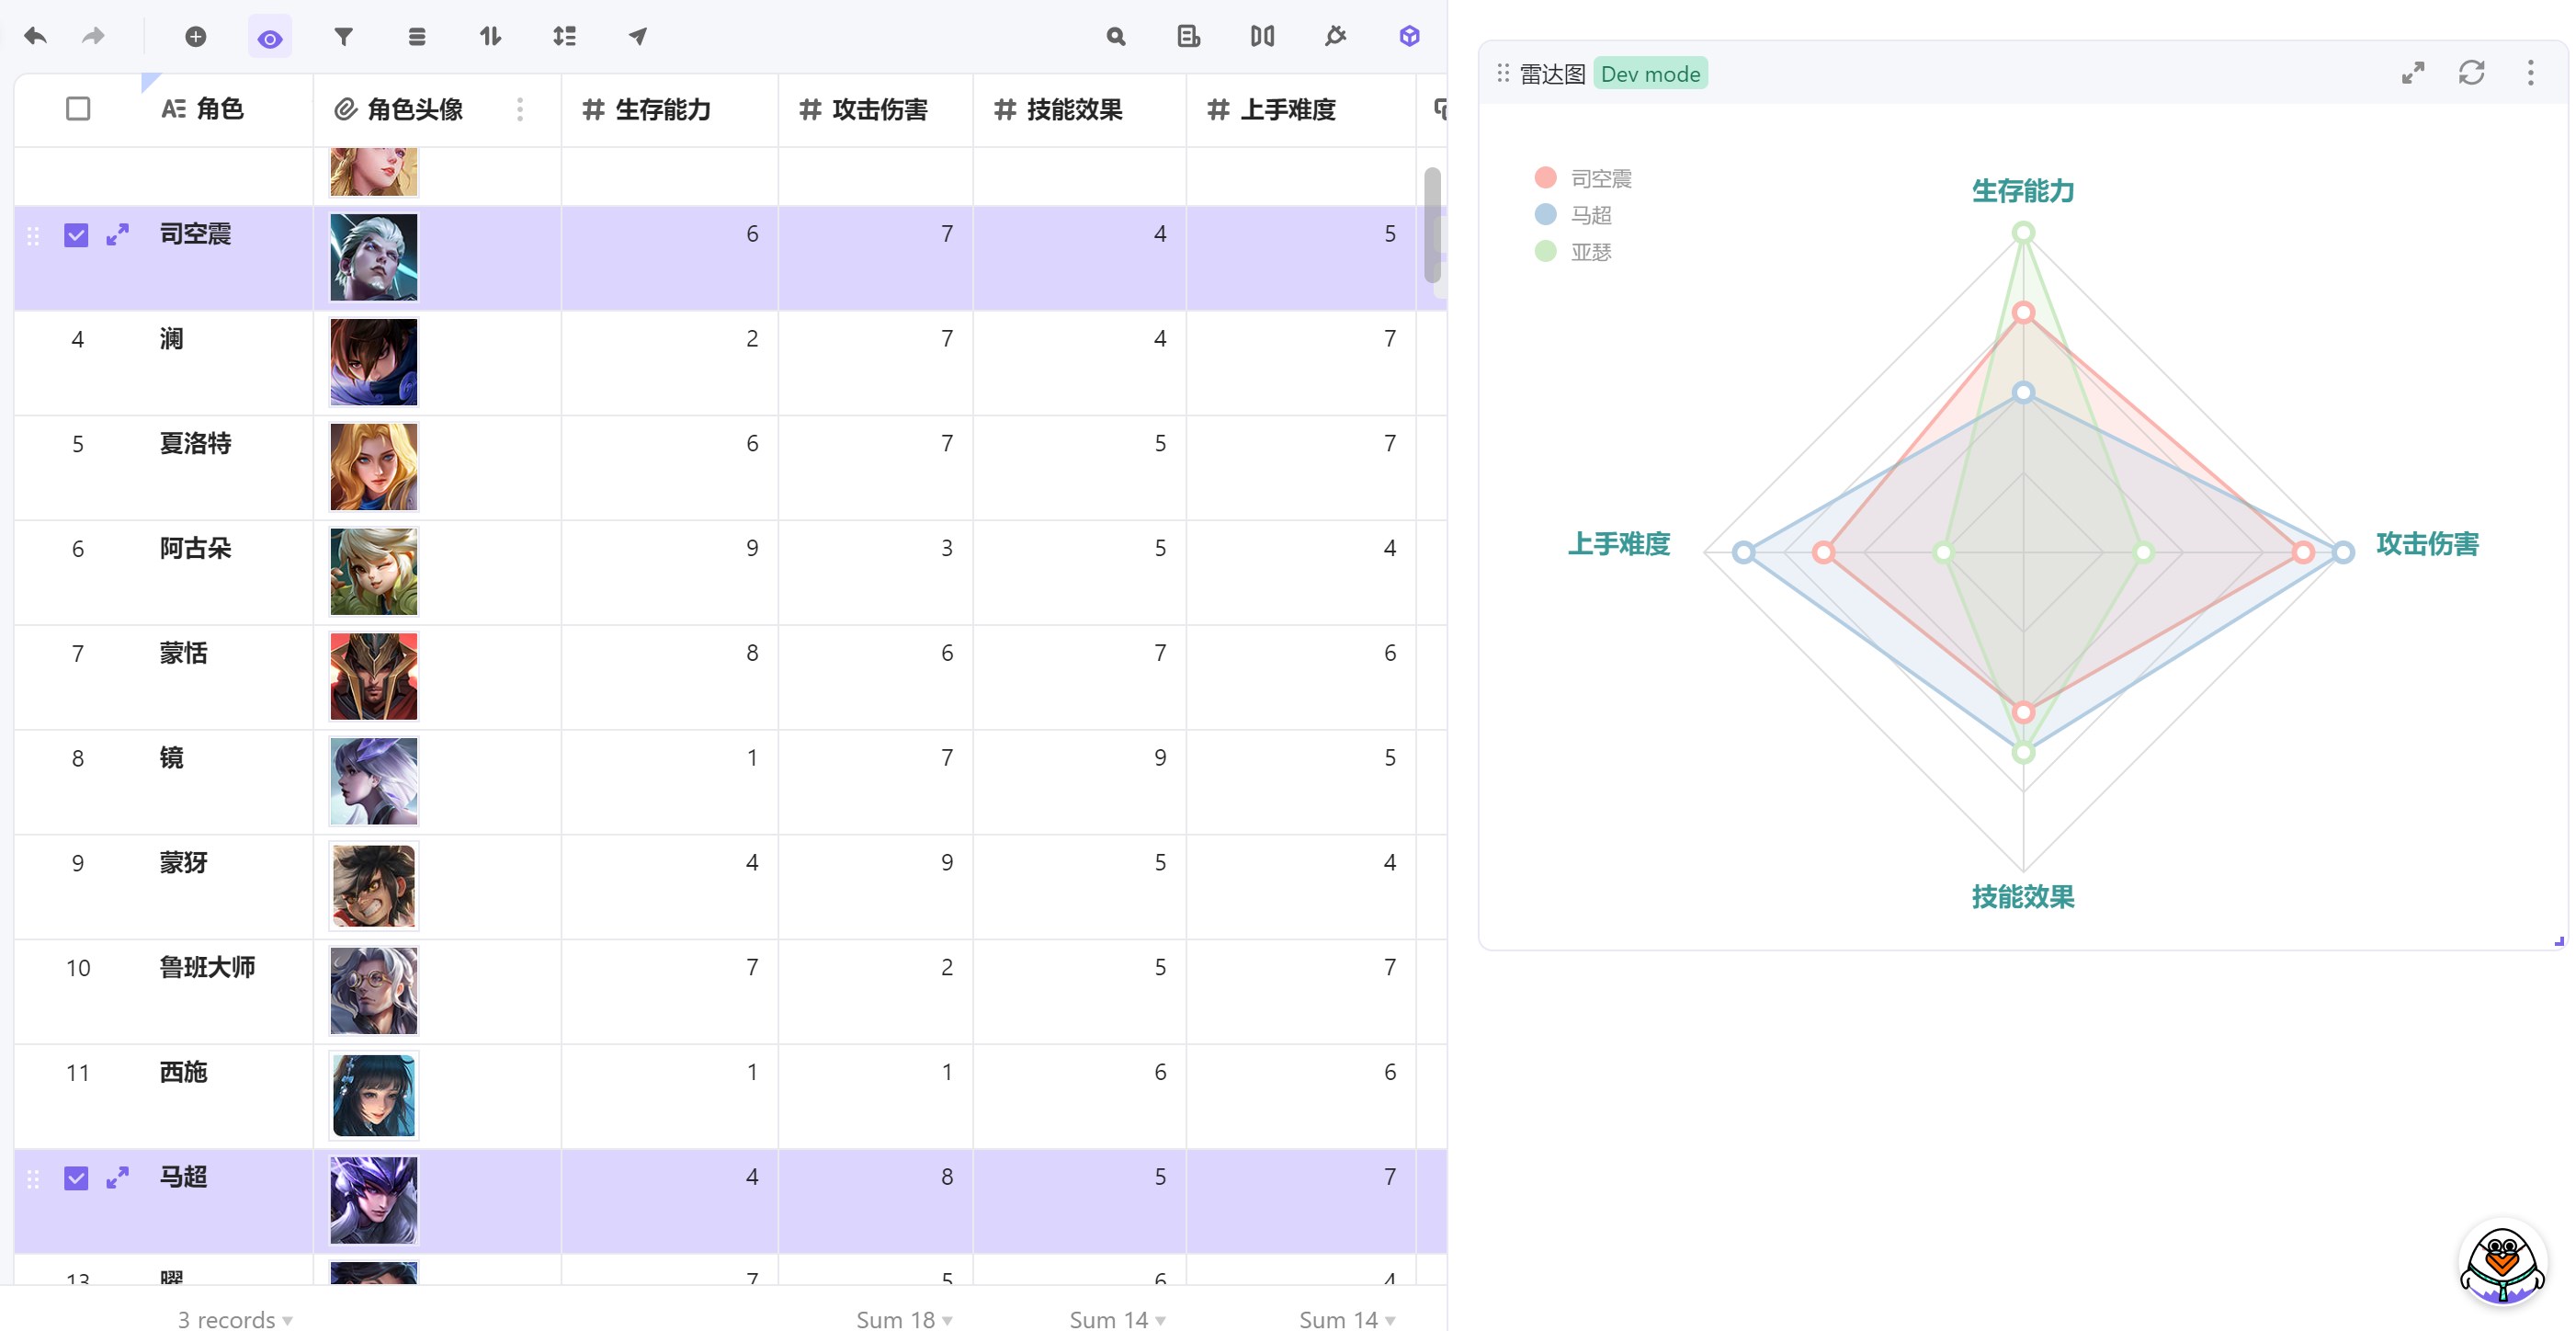 角色 角色头像 生存能力 攻击伤害 技能效果 上手难度
司空震 6 7 4 5
4 澜 2 7 4 7
5 夏洛特 6 7 5 7
6 阿古朵 9 3 5 4
7 蒙恬 8 6 7 6
8 镜 1 7 9 5
9 蒙犽 4 9 5 4
10 鲁班大师 7 2 5 7
11 西施 1 1 6 6
马超 4 8 5 7
13 曜 7 5 6 4
3 records Sum 18 Sum 14 Sum 14
雷达图 Dev mode
司空震
马超
亚瑟
生存能力
上手难度 攻击伤害
技能效果